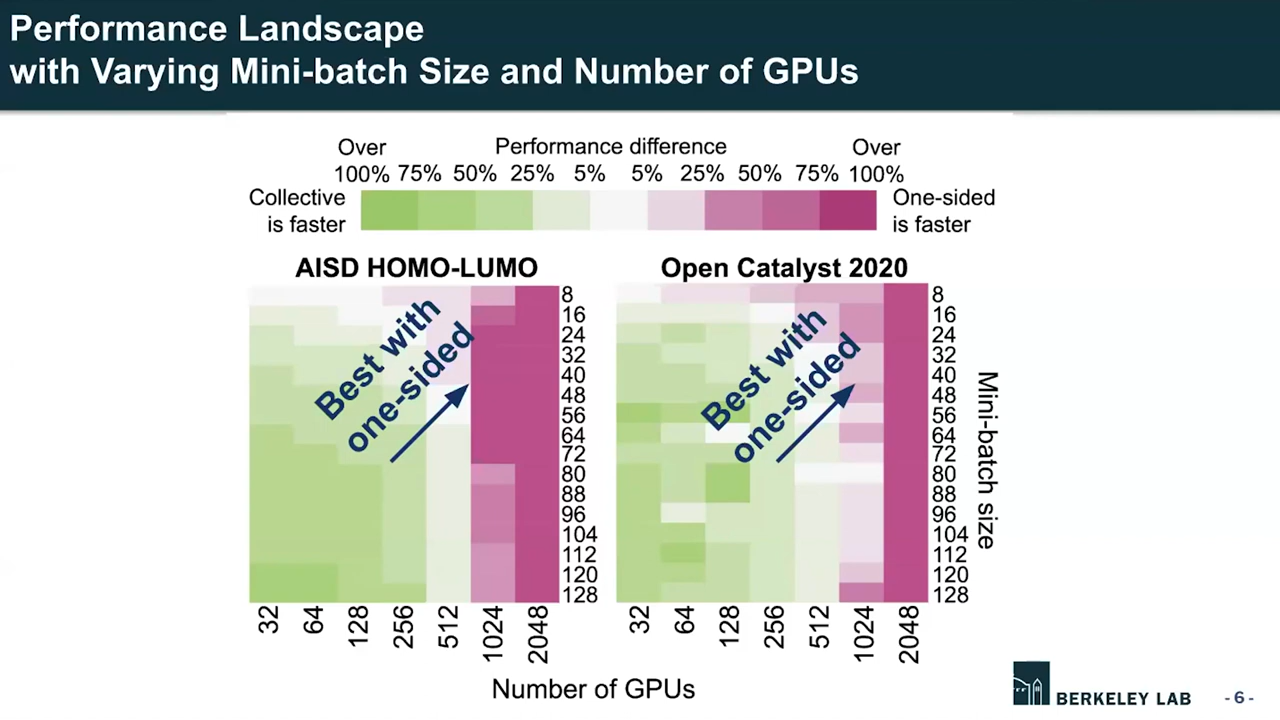 Performance Landscape
with Varying Mini-batch Size and Number of GPUs
Performance difference
Over
100% 75% 50% 25% 5% 5% 25% 50% 75% Over
100%
Collective
is faster
One-sided
is faster
AISD HOMO-LUMO
Best with
one-sided
8
16
24
32
40
48
56
64
72
80
88
96
104
112
120
128
32 64 128 256 512 1024 2048
Open Catalyst 2020
Best with
one-sided
8
16
24
32
40
48
56
64
72
80
88
96
104
112
120
128
32 64 128 256 512 1024 2048
Mini-batch size
Number of GPUs
BERKELEY LAB
- 6 -